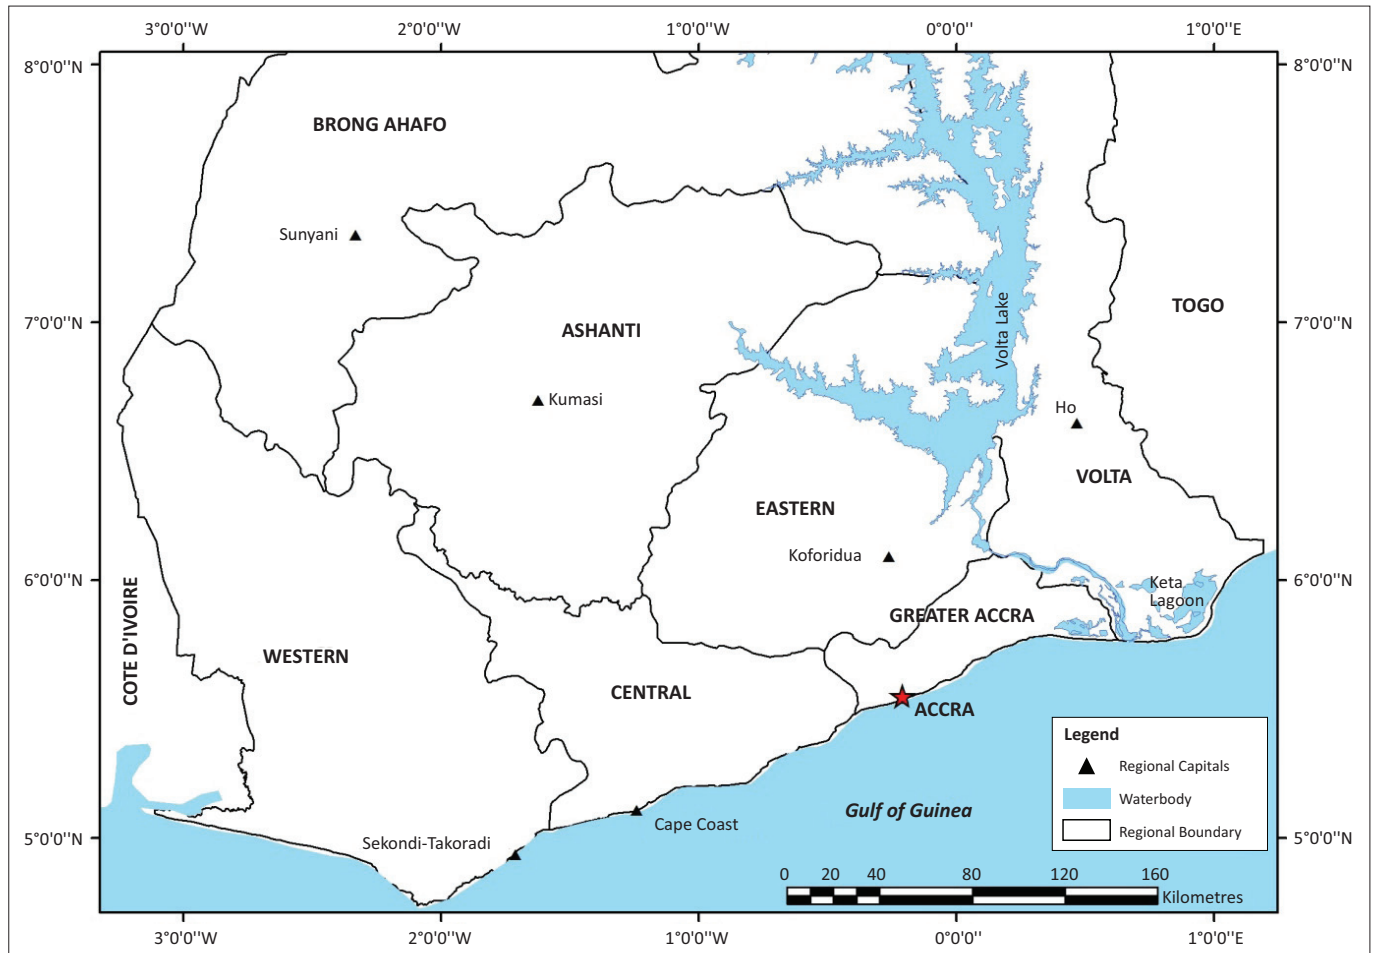 3°0'0''W 2°0'0''W 1°0'0''W 0°0'0'' 1°0'0''E
8°0'0''N 8°0'0''N
BRONG AHAFO
Sunyani
7°0'0''N 7°0'0''N
TOGO
ASHANTI
Volta Lake
Kumasi
Ho
VOLTA
EASTERN
Koforidua
6°0'0''N 6°0'0''N
Keta
Lagoon
GREATER ACCRA
COTE D'IVOIRE
WESTERN
CENTRAL
ACCRA
Legend
Regional Capitals
Waterbody
Regional Boundary
Gulf of Guinea
Cape Coast
5°0'0''N 5°0'0''N
Sekondi-Takoradi
0 20 40 80 120 160
Kilometres
3°0'0''W 2°0'0''W 1°0'0''W 0°0'0'' 1°0'0''E